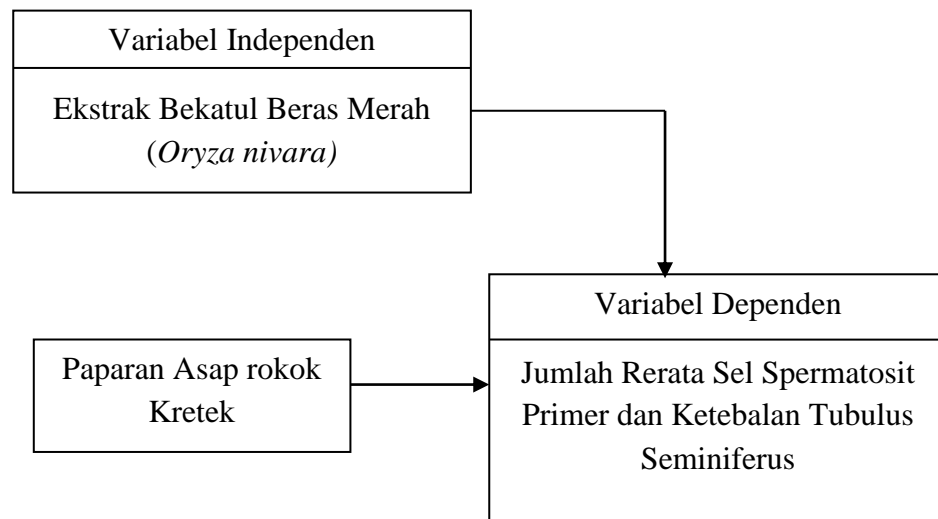 Variabel Independen
Ekstrak Bekatul Beras Merah
(Oryza nivara)
Variabel Dependen
Paparan Asap rokok
Kretek
Jumlah Rerata Sel Spermatosit
Primer dan Ketebalan Tubulus
Seminiferus